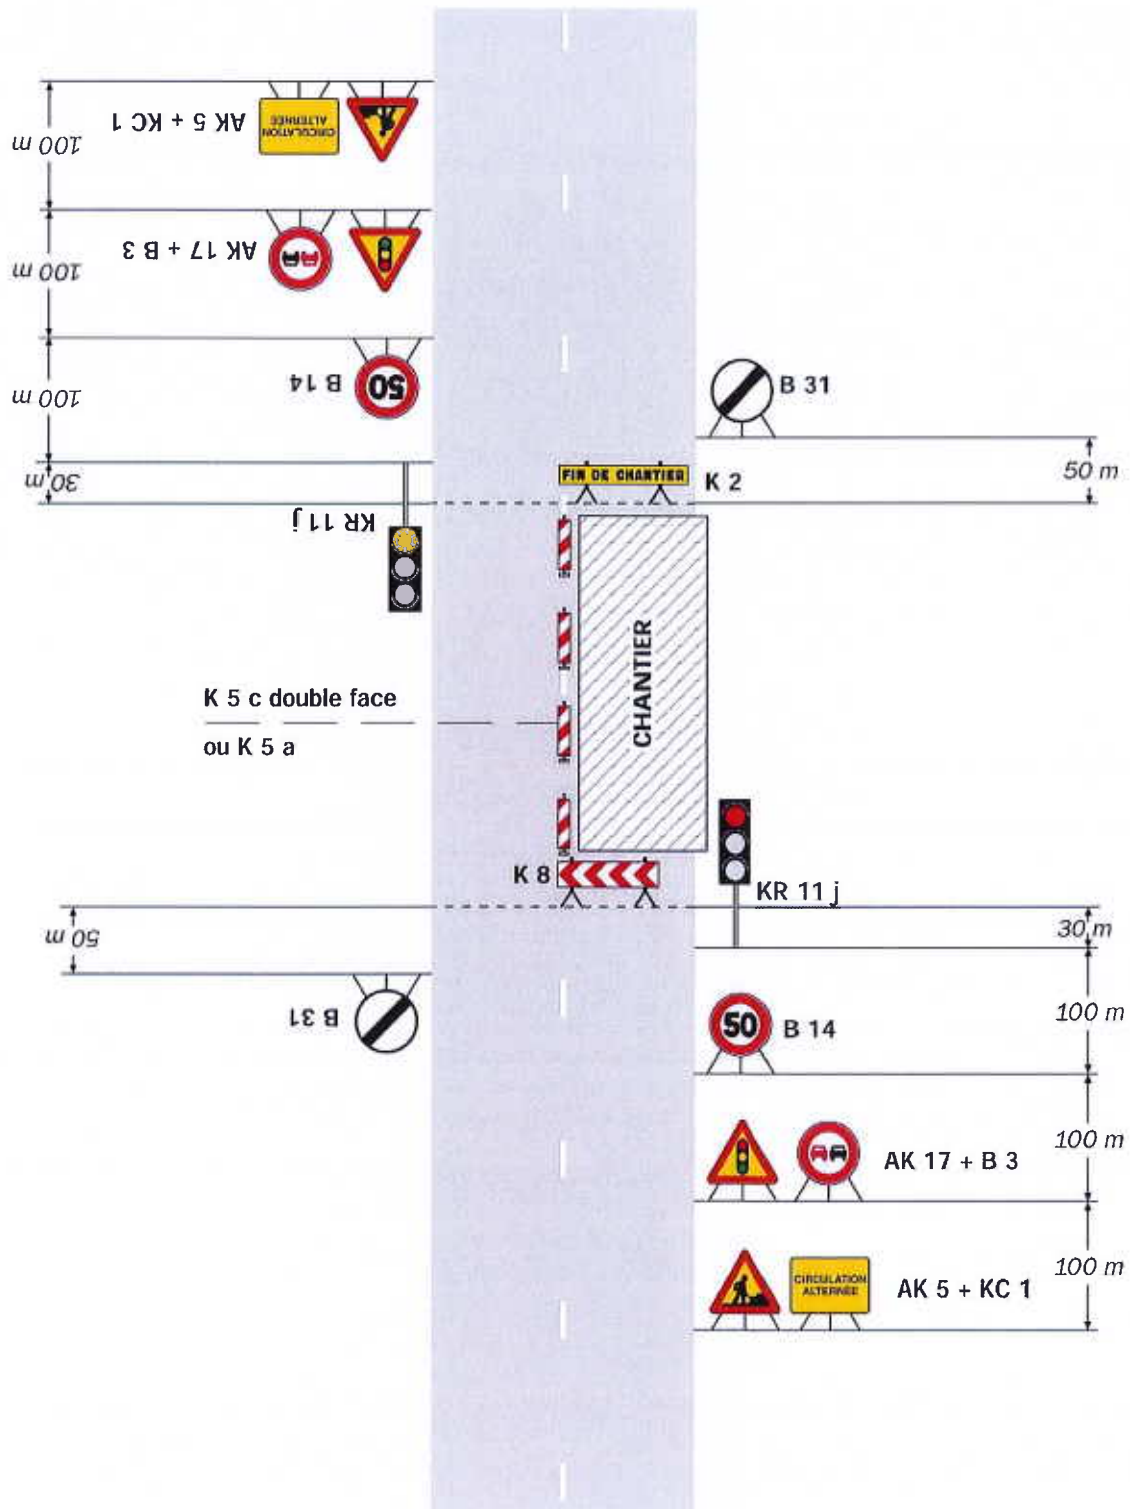 AK 5 + KC 1
CIRCULATION
ALTERNÉE
100 m
AK 17 + B 3
100 m
B 14
50
100 m
B 31
30 m
KR 11 j
FIN DE CHANTIER
K 2
50 m
CHANTIER
K 5 c double face
ou K 5 a
K 8
KR 11 j
50 m
30 m
B 31
50
B 14
100 m
AK 17 + B 3
100 m
CIRCULATION
ALTERNÉE
AK 5 + KC 1
100 m